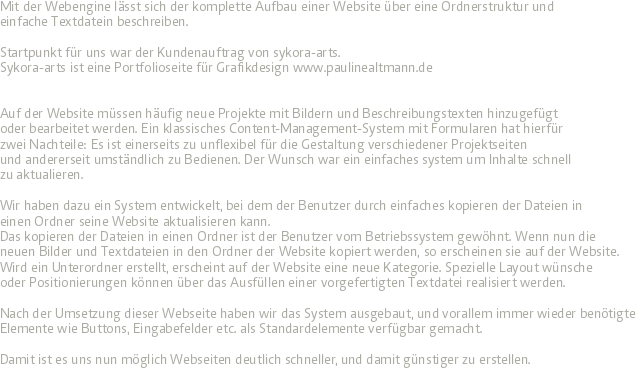 Mit der Webengine lässt sich der komplette Aufbau einer Website über eine Ordnerstruktur und
einfache Textdatein beschreiben.
Startpunkt für uns war der Kundenauftrag von sykora-arts.
Sykora-arts ist eine Portfolioseite für Grafikdesign www.paulinealtmann.de
Auf der Website müssen häufig neue Projekte mit Bildern und Beschreibungstexten hinzugefügt
oder bearbeitet werden. Ein klassisches Content-Management-System mit Formularen hat hierfür
zwei Nachteile: Es ist einerseits zu unflexibel für die Gestaltung verschiedener Projektseiten
und andererseit umständlich zu Bedienen. Der Wunsch war ein einfaches system um Inhalte schnell
zu aktualieren.
Wir haben dazu ein System entwickelt, bei dem der Benutzer durch einfaches kopieren der Dateien in
einen Ordner seine Website aktualisieren kann.
Das kopieren der Dateien in einen Ordner ist der Benutzer vom Betriebssystem gewöhnt. Wenn nun die
neuen Bilder und Textdateien in den Ordner der Website kopiert werden, so erscheinen sie auf der Website.
Wird ein Unterordner erstellt, erscheint auf der Website eine neue Kategorie. Spezielle Layout wünsche
oder Positionierungen können über das Ausfüllen einer vorgefertigten Textdatei realisiert werden.
Nach der Umsetzung dieser Webseite haben wir das System ausgebaut, und vorallem immer wieder benötigte
Elemente wie Buttons, Eingabefelder etc. als Standardelemente verfügbar gemacht.
Damit ist es uns nun möglich Webseiten deutlich schneller, und damit günstiger zu erstellen.